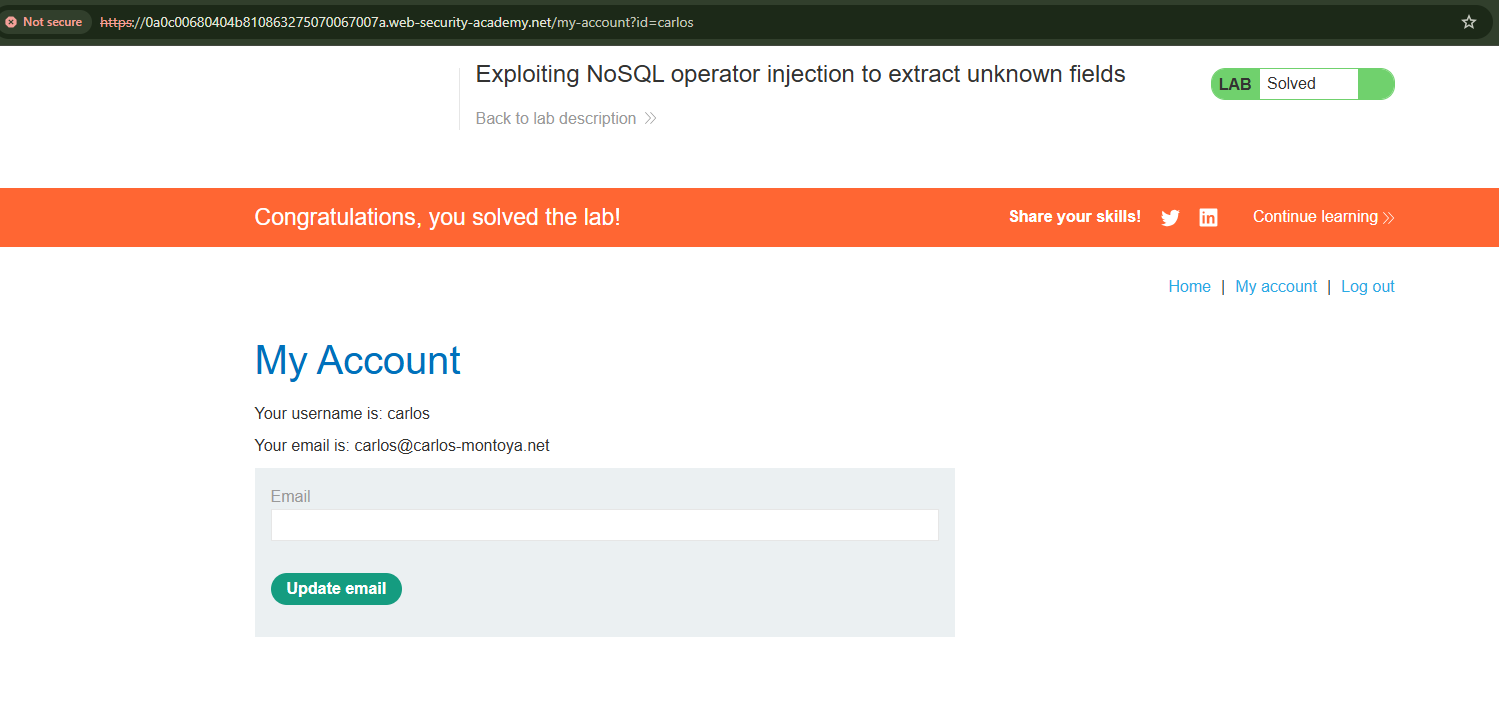 Not secure https://0a0c00680404b810863275070067007a.web-security-academy.net/my-account?id=carlos
Exploiting NoSQL operator injection to extract unknown fields
LAB Solved
Back to lab description
Congratulations, you solved the lab!
Share your skills!
Continue learning
Home | My account | Log out
My Account
Your username is: carlos
Your email is: carlos@carlos-montoya.net
Email
Update email